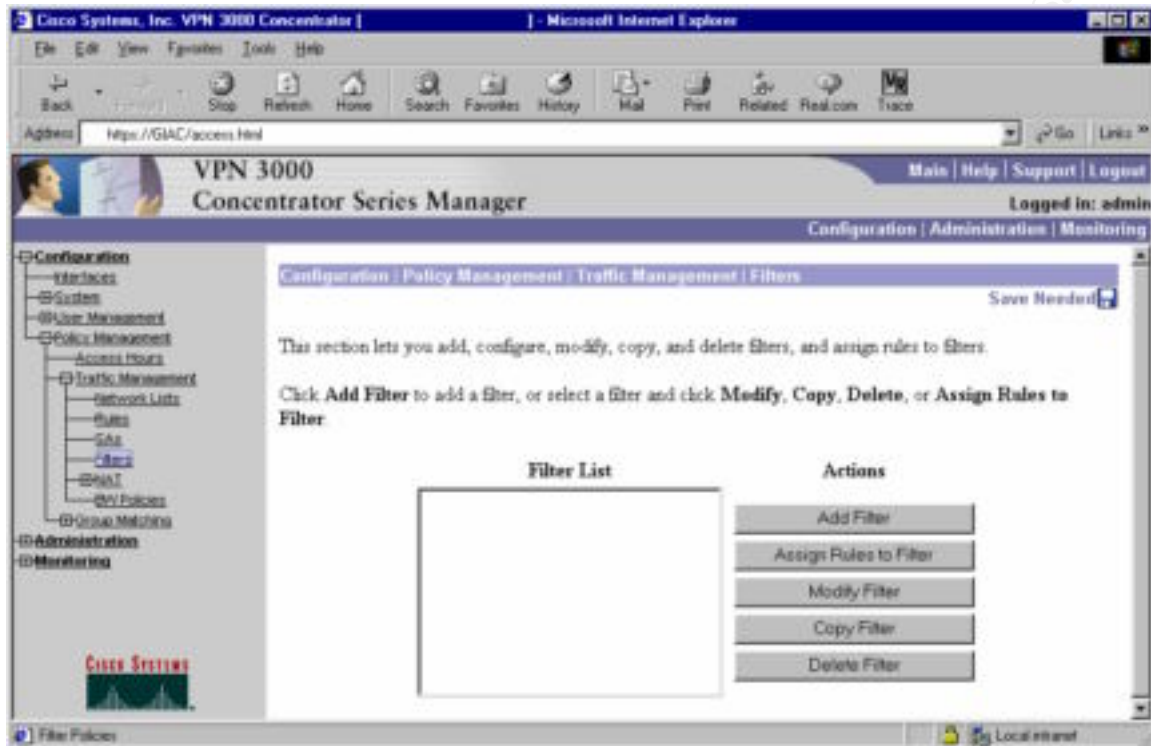 Cisco Systems, Inc. VPN 3000 Concentrator [ ] - Microsoft Internet Explorer
File Edit View Favorites Tools Help
Back Forward Stop Refresh Home Search Favorites History Mail Print Related Real.com Trace
Address https://GIAC/access.html Go Links »
VPN 3000
Concentrator Series Manager
Main | Help | Support | Logout
Logged in: admin
Configuration | Administration | Monitoring
Configuration
Interfaces
System
User Management
Policy Management
Access Hours
Traffic Management
Network Lists
Rules
SAs
Filters
NAT
BW Policies
Group Matching
Administration
Monitoring
Cisco Systems
Configuration | Policy Management | Traffic Management | Filters
Save Needed
This section lets you add, configure, modify, copy, and delete filters, and assign rules to filters.
Click Add Filter to add a filter, or select a filter and click Modify, Copy, Delete, or Assign Rules to
Filter.
Filter List Actions
Add Filter
Assign Rules to Filter
Modify Filter
Copy Filter
Delete Filter
Filter Policies Local intranet